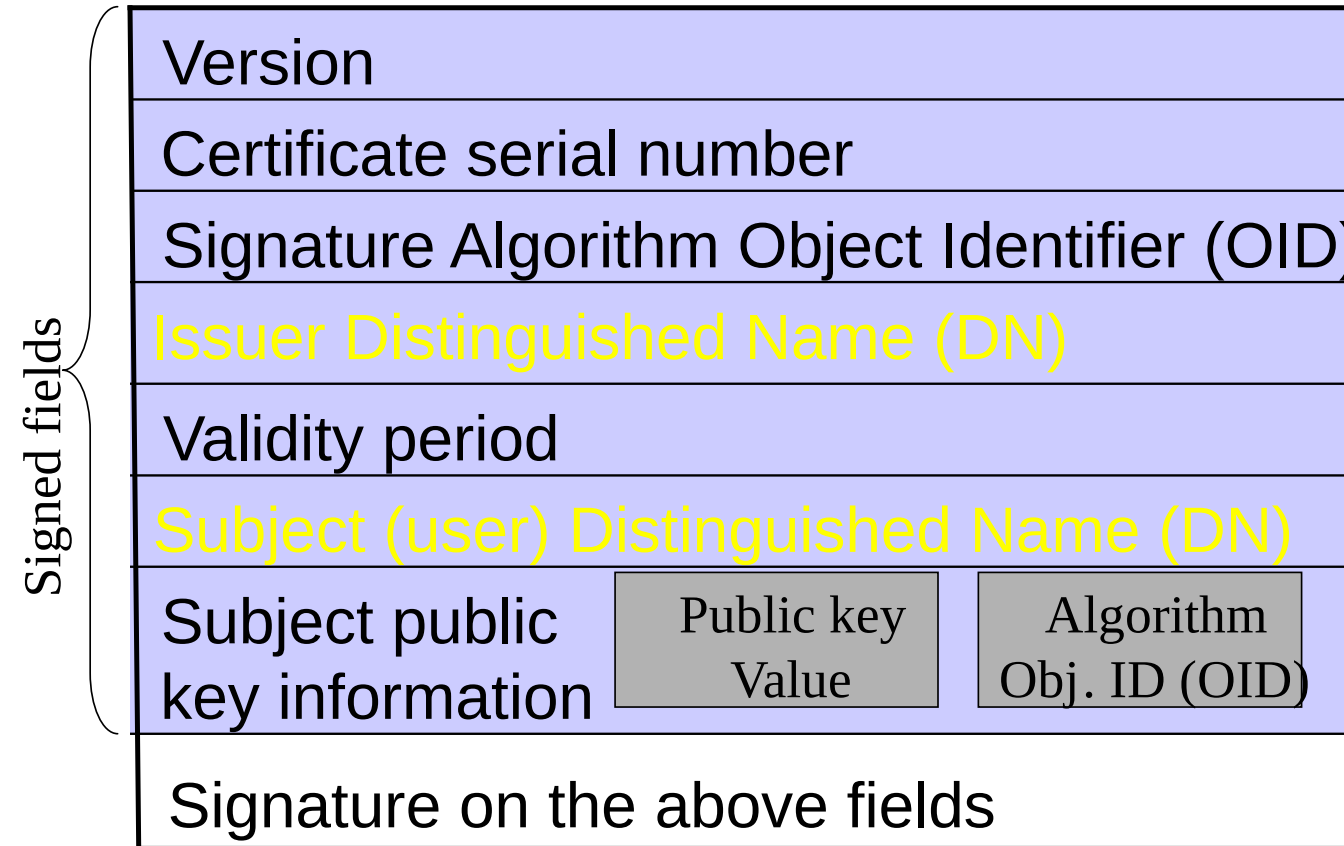 Version
Certificate serial number
Signature Algorithm Object Identifier (OID)
Issuer Distinguished Name (DN)
Validity period
Subject (user) Distinguished Name (DN)
Subject public
key information
Public key
Value
Algorithm
Obj. ID (OID)
Signature on the above fields
Signed fields